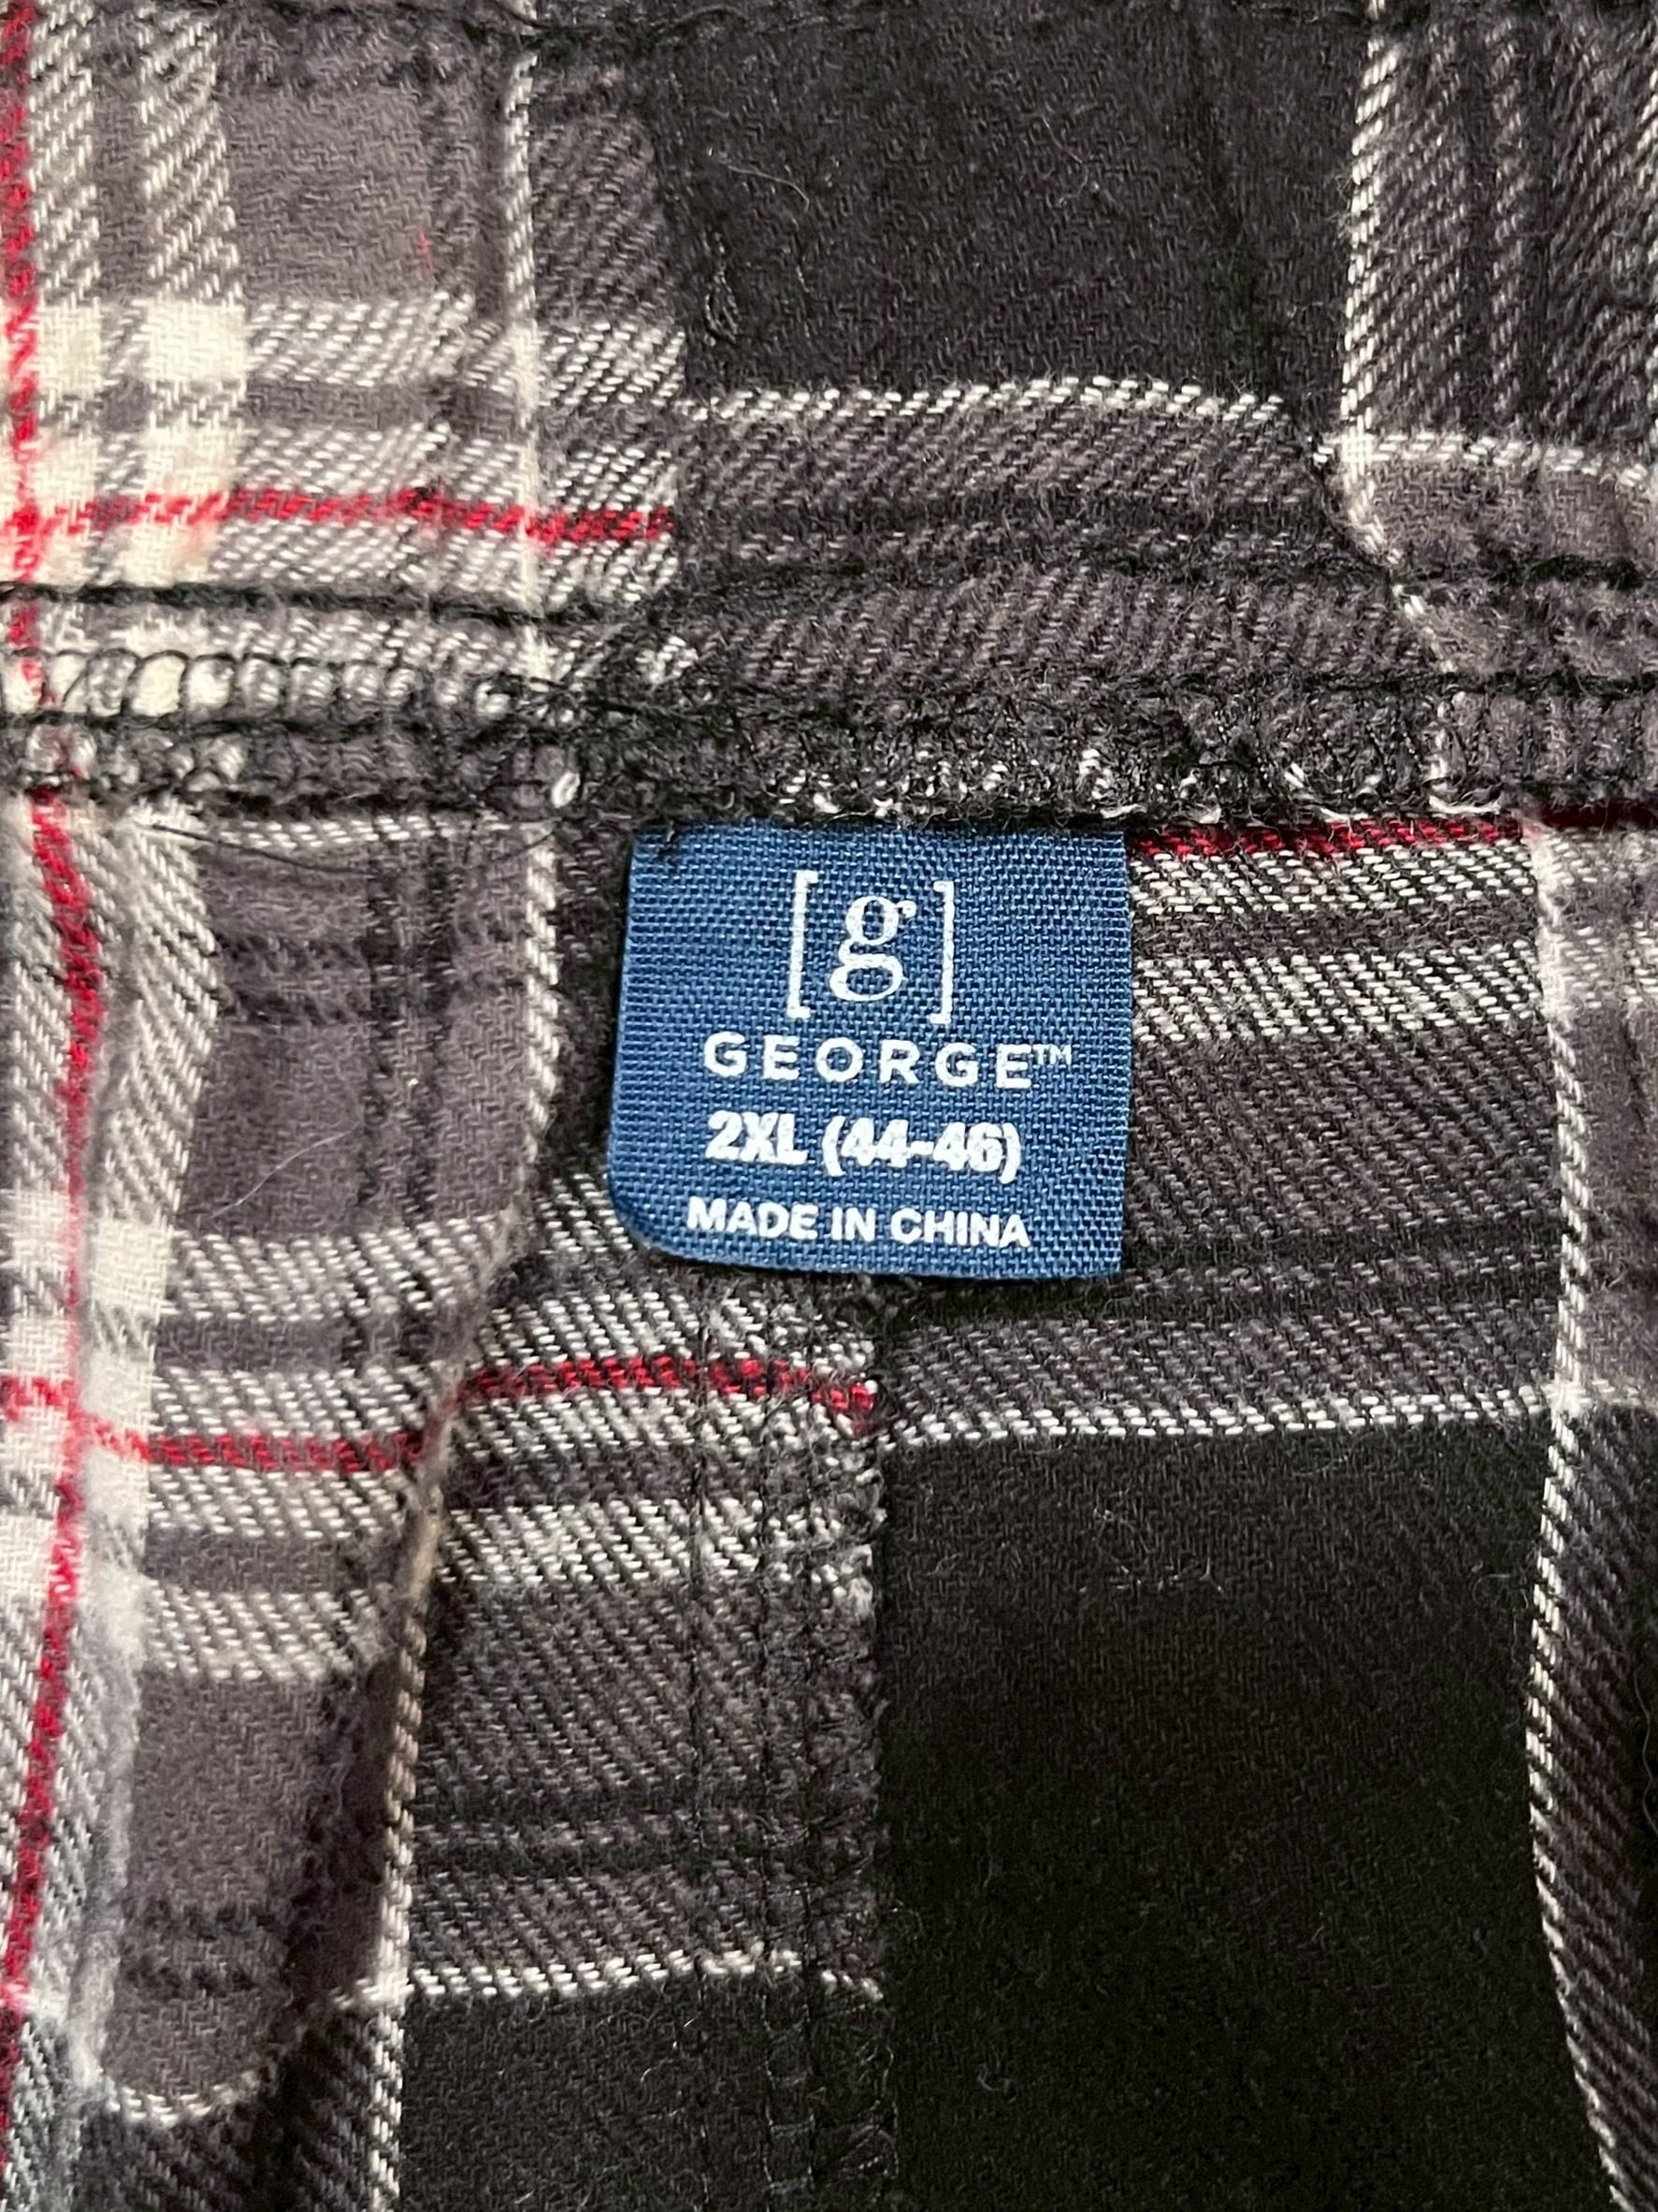 [g]
GEORGE™
2XL (44-46)
MADE IN CHINA